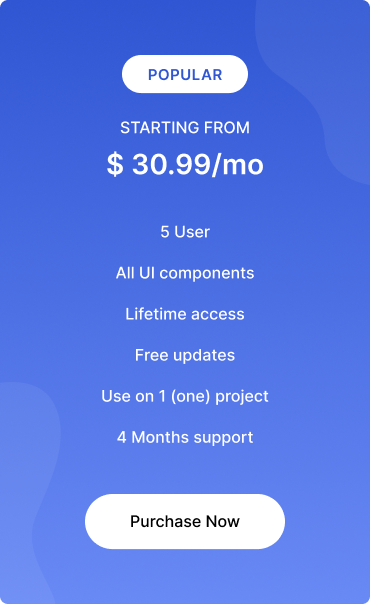 POPULAR
STARTING FROM
$ 30.99/mo
5 User
All UI components
Lifetime access
Free updates
Use on 1 (one) project
4 Months support
Purchase Now